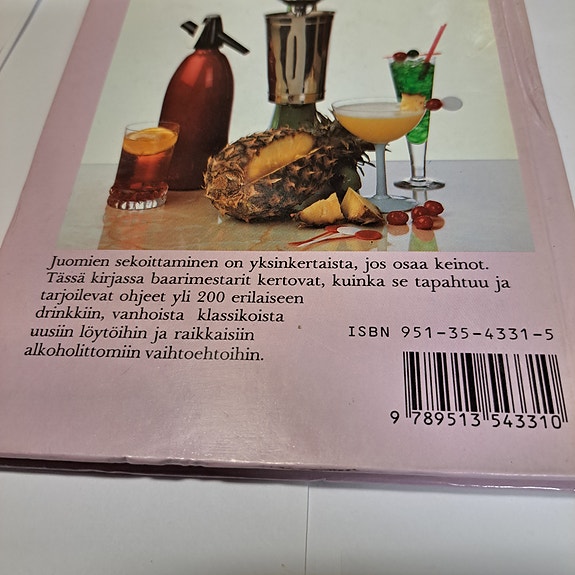 Juomien sekoittaminen on yksinkertaista, jos osaa keinot.
Tässä kirjassa baarimestarit kertovat, kuinka se tapahtuu ja
tarjoilevat ohjeet yli 200 erilaiseen
drinkkiin, vanhoista klassikoista
uusiin löytöihin ja raikkaisiin
alkoholittomiin vaihtoehtoihin.
ISBN 951-35-4331-5
9 789513 543310